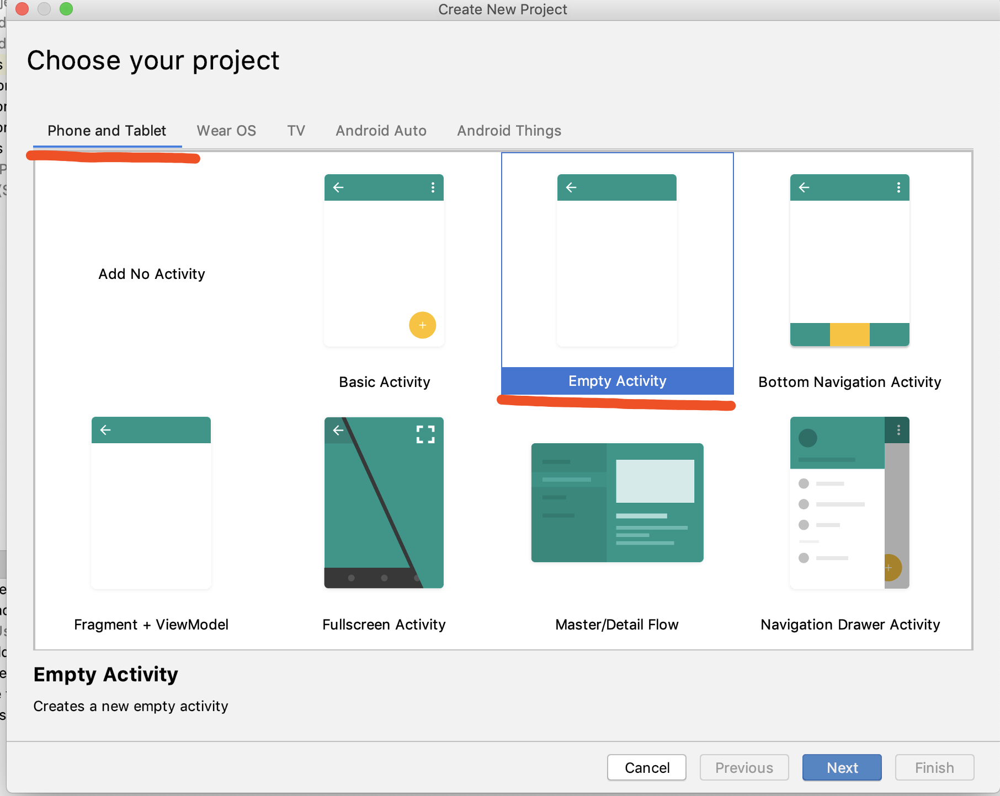 Create New Project
Choose your project
Phone and Tablet Wear OS TV Android Auto Android Things
Add No Activity
Basic Activity
Empty Activity
Bottom Navigation Activity
Fragment + ViewModel
Fullscreen Activity
Master/Detail Flow
Navigation Drawer Activity
Empty Activity
Creates a new empty activity
Cancel Previous Next Finish